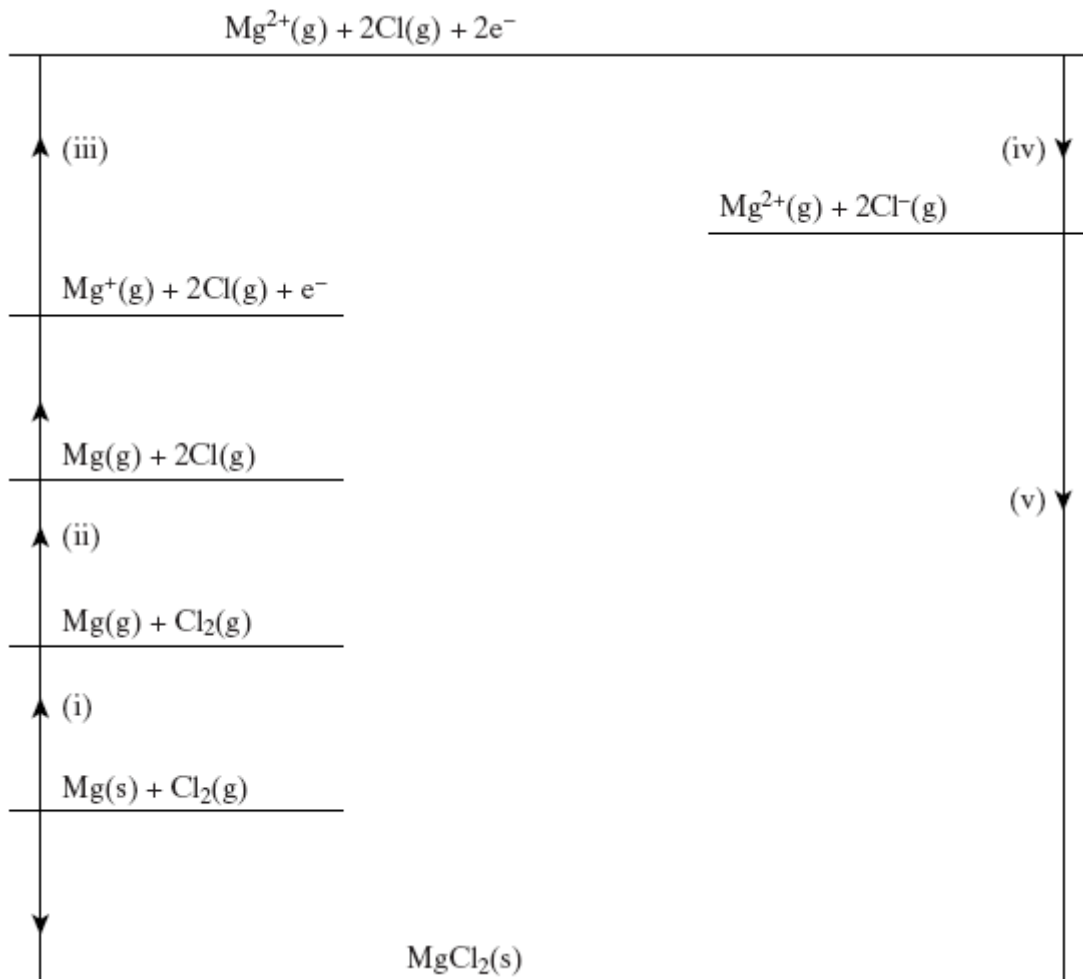 Mg²⁺(g) + 2Cl(g) + 2e⁻
(iii)
(iv)
Mg²⁺(g) + 2Cl⁻(g)
Mg⁺(g) + 2Cl(g) + e⁻
Mg(g) + 2Cl(g)
(v)
(ii)
Mg(g) + Cl₂(g)
(i)
Mg(s) + Cl₂(g)
MgCl₂(s)